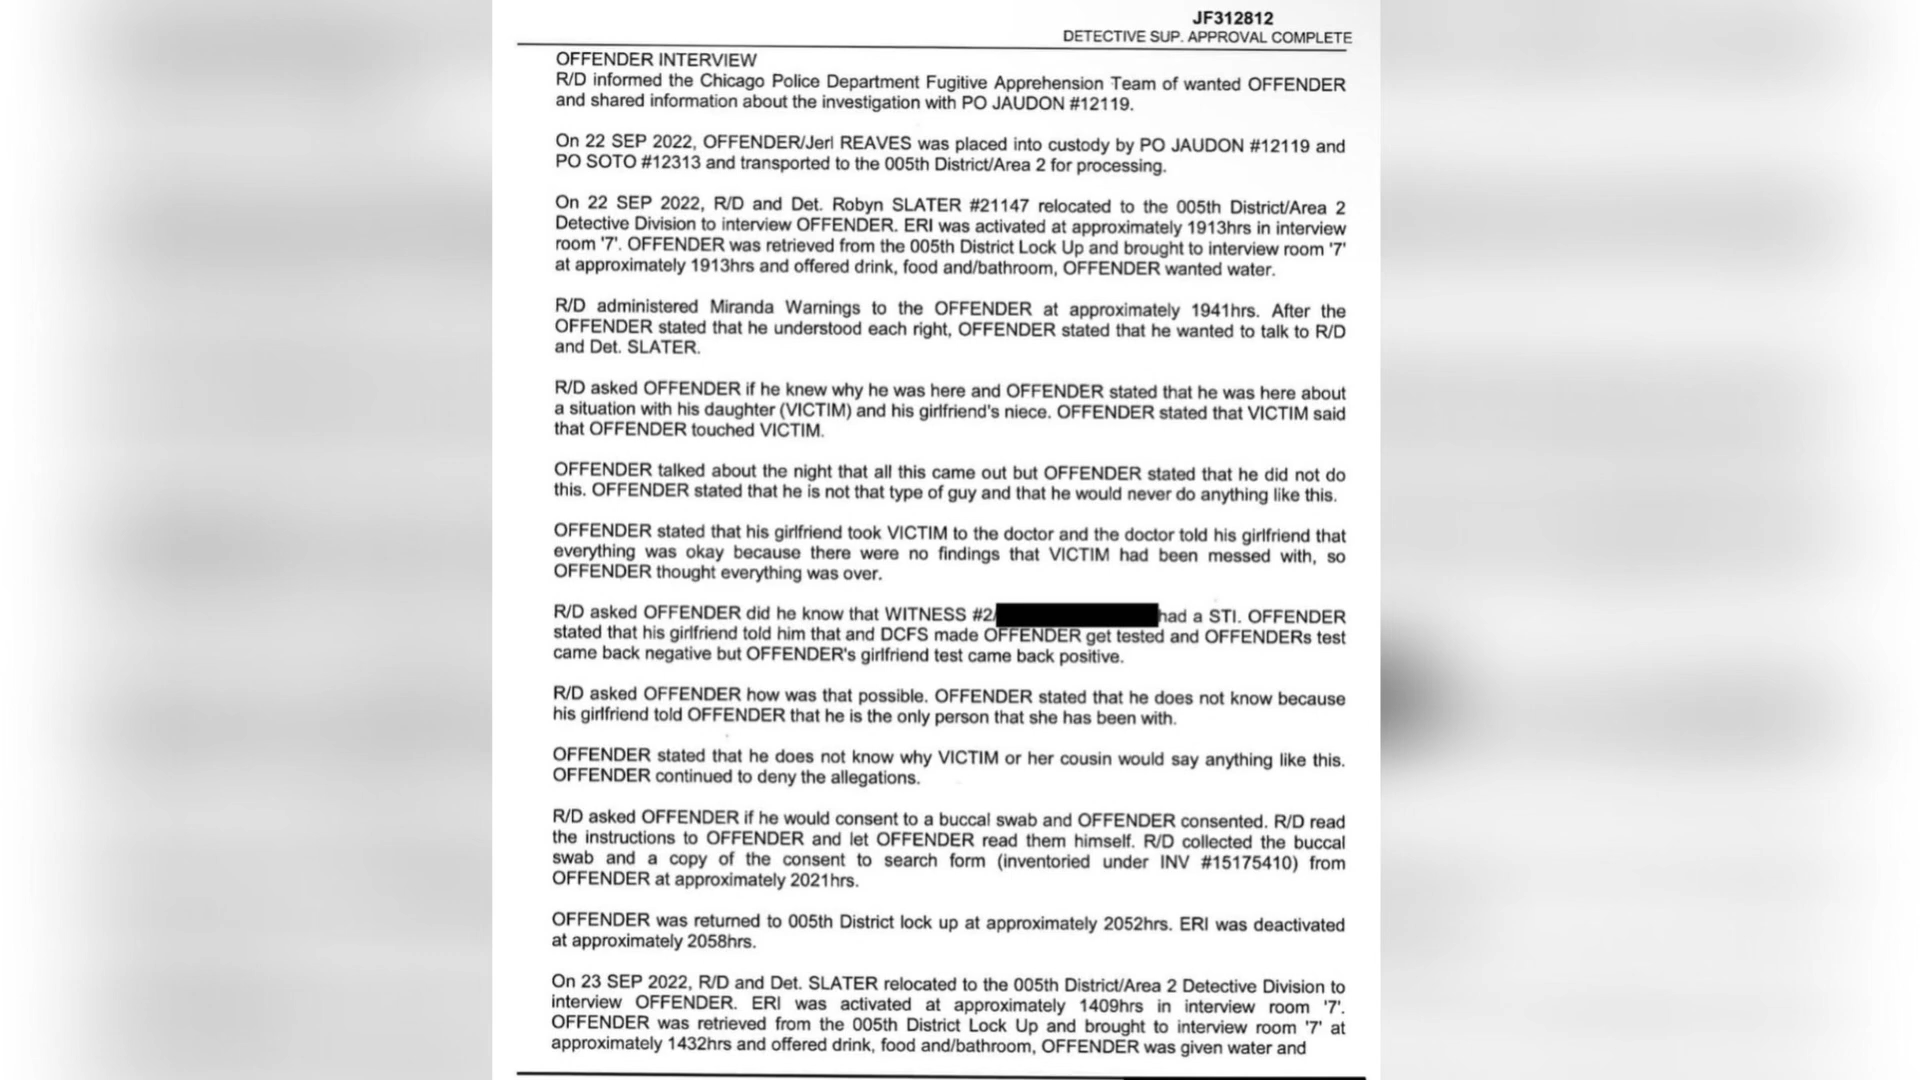 JF312812
DETECTIVE SUP. APPROVAL COMPLETE
OFFENDER INTERVIEW
R/D informed the Chicago Police Department Fugitive Apprehension Team of wanted OFFENDER
and shared information about the investigation with PO JAUDON #12119.
On 22 SEP 2022, OFFENDER/Jerl REAVES was placed into custody by PO JAUDON #12119 and
PO SOTO #12313 and transported to the 005th District/Area 2 for processing.
On 22 SEP 2022, R/D and Det. Robyn SLATER #21147 relocated to the 005th District/Area 2
Detective Division to interview OFFENDER. ERI was activated at approximately 1913hrs in interview
room '7'. OFFENDER was retrieved from the 005th District Lock Up and brought to interview room '7'
at approximately 1913hrs and offered drink, food and/bathroom, OFFENDER wanted water.
R/D administered Miranda Warnings to the OFFENDER at approximately 1941hrs. After the
OFFENDER stated that he understood each right, OFFENDER stated that he wanted to talk to R/D
and Det. SLATER.
R/D asked OFFENDER if he knew why he was here and OFFENDER stated that he was here about
a situation with his daughter (VICTIM) and his girlfriend's niece. OFFENDER stated that VICTIM said
that OFFENDER touched VICTIM.
OFFENDER talked about the night that all this came out but OFFENDER stated that he did not do
this. OFFENDER stated that he is not that type of guy and that he would never do anything like this.
OFFENDER stated that his girlfriend took VICTIM to the doctor and the doctor told his girlfriend that
everything was okay because there were no findings that VICTIM had been messed with, so
OFFENDER thought everything was over.
R/D asked OFFENDER did he know that WITNESS #2/ had a STI. OFFENDER
stated that his girlfriend told him that and DCFS made OFFENDER get tested and OFFENDERs test
came back negative but OFFENDER's girlfriend test came back positive.
R/D asked OFFENDER how was that possible. OFFENDER stated that he does not know because
his girlfriend told OFFENDER that he is the only person that she has been with.
OFFENDER stated that he does not know why VICTIM or her cousin would say anything like this.
OFFENDER continued to deny the allegations.
R/D asked OFFENDER if he would consent to a buccal swab and OFFENDER consented. R/D read
the instructions to OFFENDER and let OFFENDER read them himself. R/D collected the buccal
swab and a copy of the consent to search form (inventoried under INV #15175410) from
OFFENDER at approximately 2021hrs.
OFFENDER was returned to 005th District lock up at approximately 2052hrs. ERI was deactivated
at approximately 2058hrs.
On 23 SEP 2022, R/D and Det. SLATER relocated to the 005th District/Area 2 Detective Division to
interview OFFENDER. ERI was activated at approximately 1409hrs in interview room '7'.
OFFENDER was retrieved from the 005th District Lock Up and brought to interview room '7' at
approximately 1432hrs and offered drink, food and/bathroom, OFFENDER was given water and